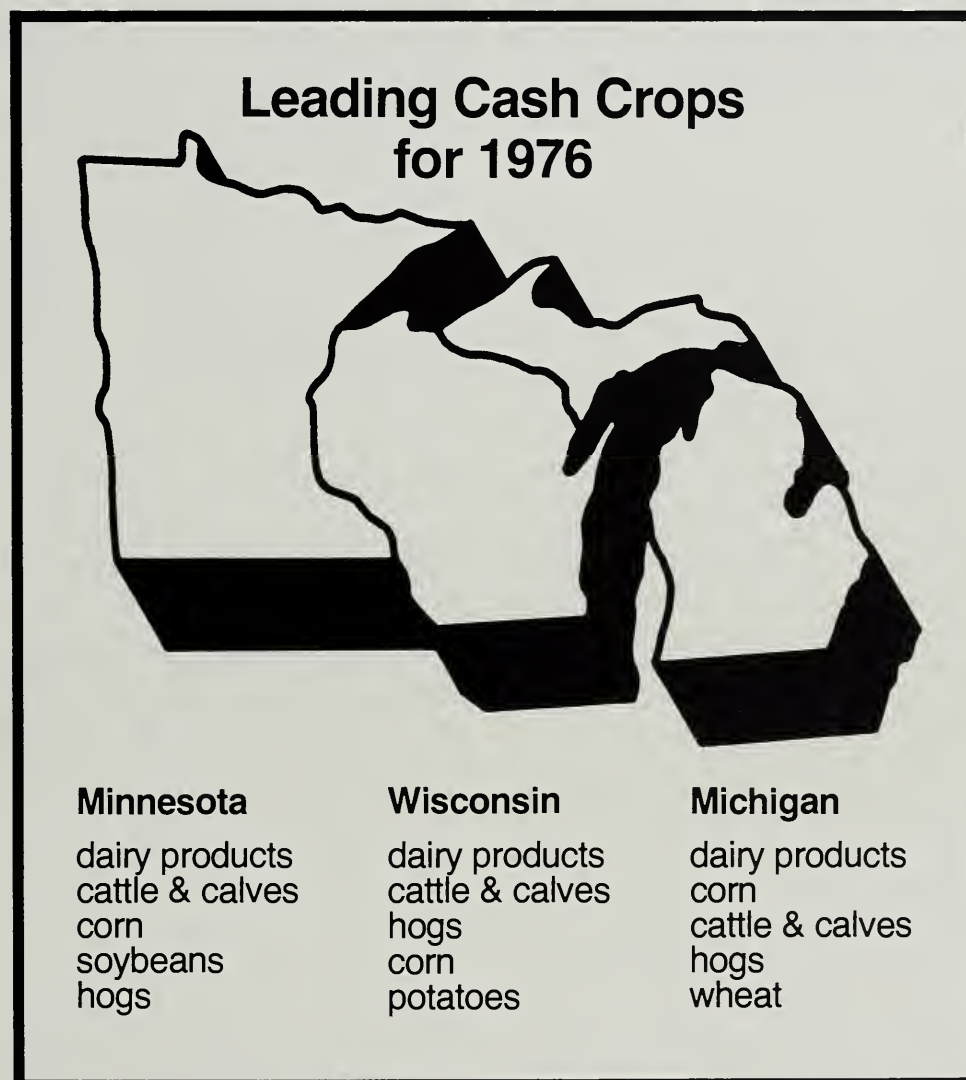 Leading Cash Crops
for 1976
Minnesota
dairy products
cattle & calves
corn
soybeans
hogs
Wisconsin
dairy products
cattle & calves
hogs
corn
potatoes
Michigan
dairy products
corn
cattle & calves
hogs
wheat